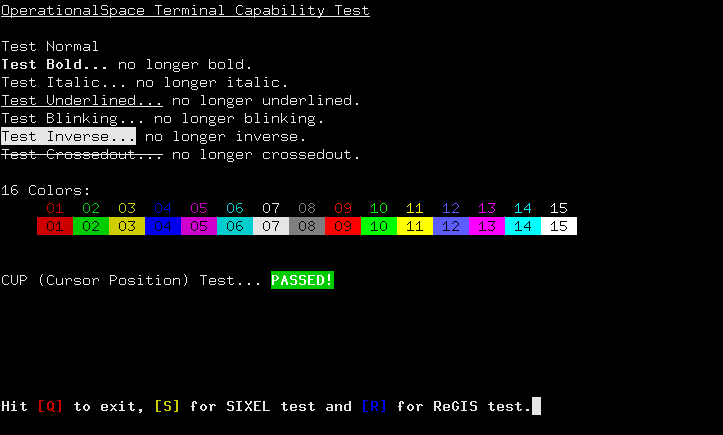 OperationalSpace Terminal Capability Test
Test Normal
Test Bold... no longer bold.
Test Italic... no longer italic.
Test Underlined... no longer underlined.
Test Blinking... no longer blinking.
Test Inverse... no longer inverse.
Test Crossedout... no longer crossedout.
16 Colors:
01 02 03 04 05 06 07 08 09 10 11 12 13 14 15
01 02 03 04 05 06 07 08 09 10 11 12 13 14 15
CUP (Cursor Position) Test... PASSED!
Hit [Q] to exit, [S] for SIXEL test and [R] for ReGIS test.